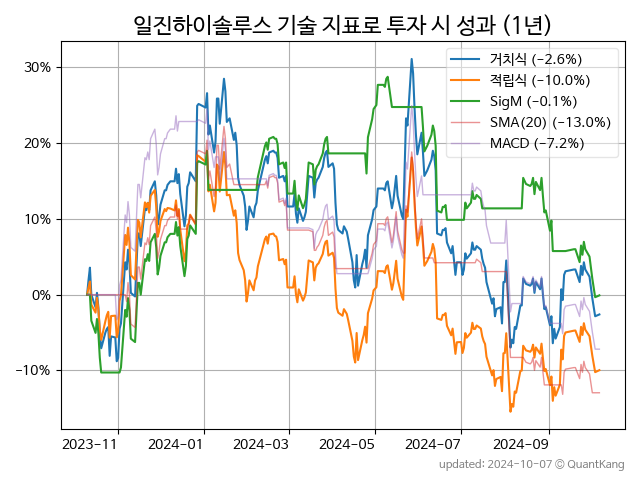 일진하이솔루스 기술 지표로 투자 시 성과 (1년)
거치식 (−2.6%)
적립식 (−10.0%)
SigM (−0.1%)
SMA(20) (−13.0%)
MACD (−7.2%)
30%
20%
10%
0%
−10%
2023−11 2024−01 2024−03 2024−05 2024−07 2024−09
updated: 2024-10-07 © QuantKang